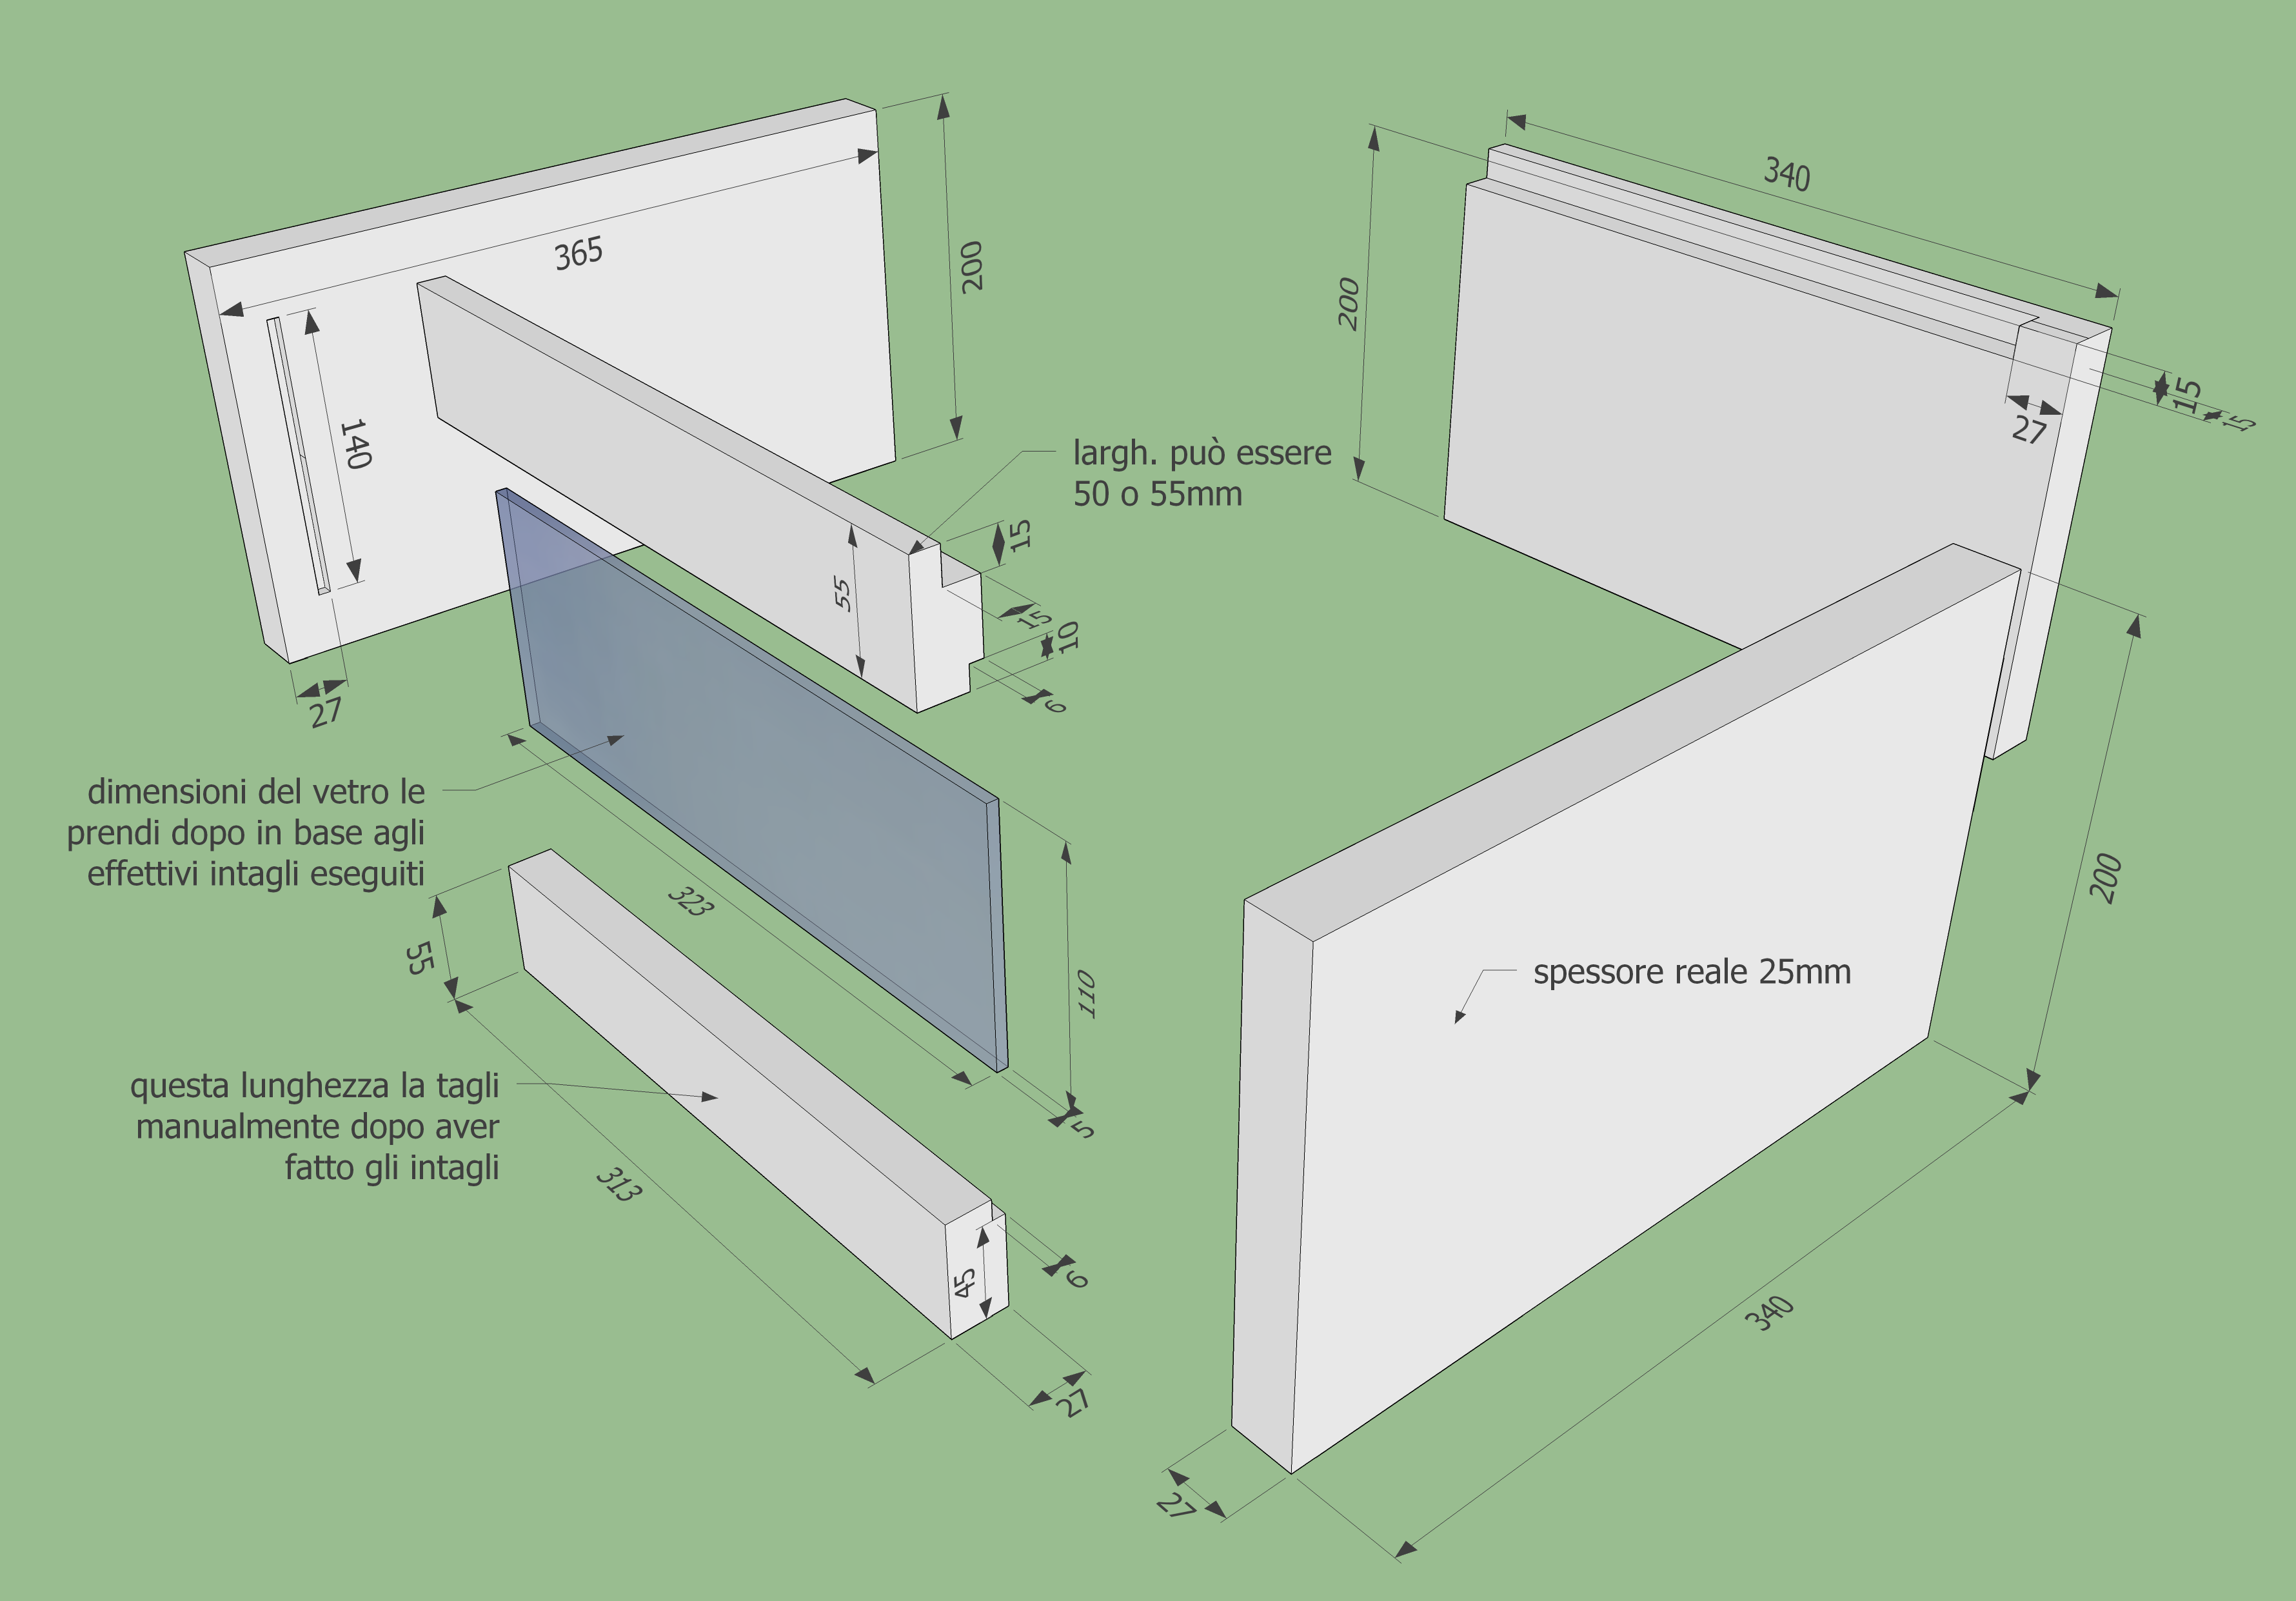 365
200
140
27
largh. può essere
50 o 55mm
55
15
15
10
6
dimensioni del vetro le
prendi dopo in base agli
effettivi intagli eseguiti
323
110
5
55
questa lunghezza la tagli
manualmente dopo aver
fatto gli intagli
313
45
6
27
340
200
15
15
27
spessore reale 25mm
200
340
27